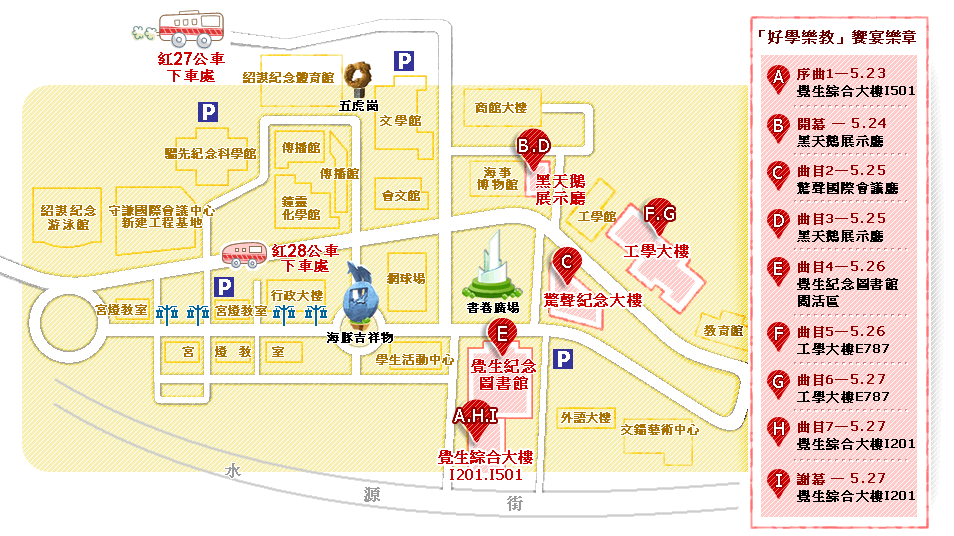 紅27公車
下車處
紹謨紀念體育館
P
五虎崗
P
文學館
商館大樓
B.D
騮先紀念科學館
傳播館
傳播館
海事
博物館
黑天鵝
展示廳
會文館
鍾靈
化學館
工學館
F.G
工學大樓
紹謨紀念
游泳館
守謙國際會議中心
新建工程基地
紅28公車
下車處
網球場
C
驚聲紀念大樓
P
行政大樓
宮燈教室
宮燈教室
海豚吉祥物
書卷廣場
教育館
宮
燈
教
室
學生活動中心
E
覺生紀念
圖書館
P
A.H.I
覺生綜合大樓
I201.I501
外語大樓
文錙藝術中心
水
源
街
「好學樂教」饗宴樂章
A
序曲1—5.23
覺生綜合大樓I501
B
開幕 — 5.24
黑天鵝展示廳
C
曲目2—5.25
驚聲國際會議廳
D
曲目3—5.25
黑天鵝展示廳
E
曲目4—5.26
覺生紀念圖書館
閱活區
F
曲目5—5.26
工學大樓E787
G
曲目6—5.27
工學大樓E787
H
曲目7—5.27
覺生綜合大樓I201
I
謝幕 — 5.27
覺生綜合大樓I201